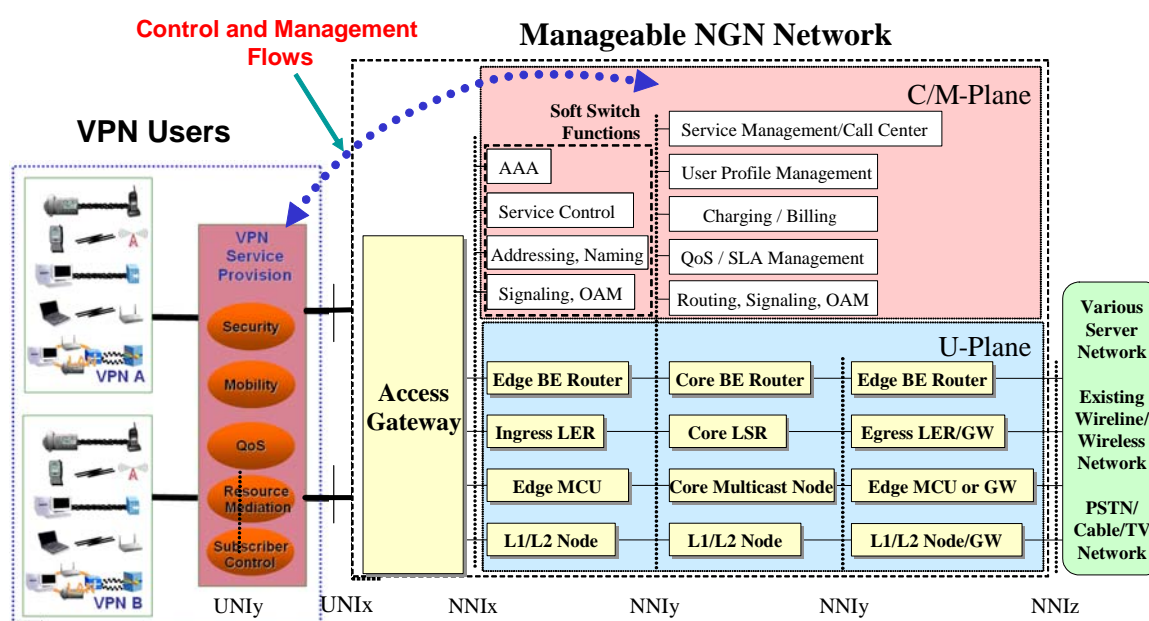 Control and Management
Flows
Manageable NGN Network
C/M-Plane
VPN Users
Soft Switch
Functions
AAA
Service Control
Addressing, Naming
Signaling, OAM
Service Management/Call Center
User Profile Management
Charging / Billing
QoS / SLA Management
Routing, Signaling, OAM
VPN
Service
Provision
Security
Mobility
QoS
Resource
Mediation
Subscriber
Control
A
LAN
VPN A
A
LAN
VPN B
Access
Gateway
U-Plane
Edge BE Router
Core BE Router
Edge BE Router
Ingress LER
Core LSR
Egress LER/GW
Edge MCU
Core Multicast Node
Edge MCU or GW
L1/L2 Node
L1/L2 Node
L1/L2 Node/GW
Various
Server
Network
Existing
Wireline/
Wireless
Network
PSTN/
Cable/TV
Network
UNIy
UNIx
NNIx
NNIy
NNIy
NNIz